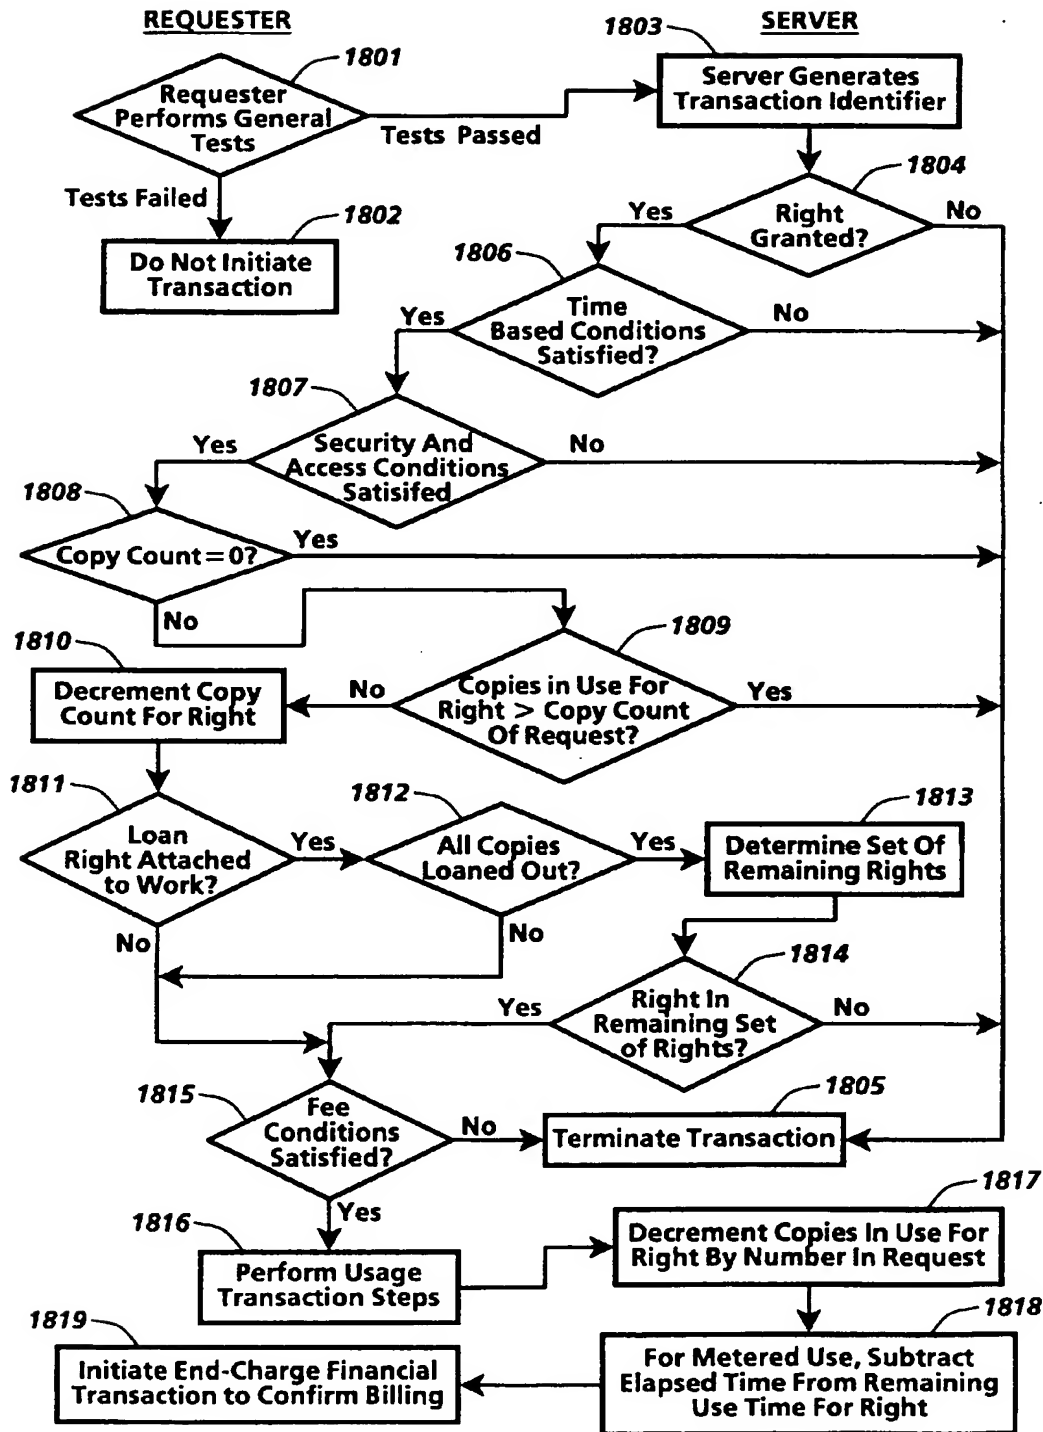 REQUESTER
SERVER
1801
1803
Requester
Performs General
Tests
Server Generates
Transaction Identifier
Tests Passed
Tests Failed
1802
Do Not Initiate
Transaction
1804
Yes
Right
Granted?
No
1806
Yes
Time
Based Conditions
Satisfied?
No
1807
Yes
Security And
Access Conditions
Satisifed
No
1808
Copy Count = 0?
Yes
No
1809
1810
Decrement Copy
Count For Right
No
Copies in Use For
Right > Copy Count
Of Request?
Yes
1811
Loan
Right Attached
to Work?
Yes
No
1812
All Copies
Loaned Out?
Yes
No
1813
Determine Set Of
Remaining Rights
1814
Yes
Right In
Remaining Set
of Rights?
No
1815
Fee
Conditions
Satisfied?
No
Yes
1805
Terminate Transaction
1816
Perform Usage
Transaction Steps
1817
Decrement Copies In Use For
Right By Number In Request
1818
For Metered Use, Subtract
Elapsed Time From Remaining
Use Time For Right
1819
Initiate End-Charge Financial
Transaction to Confirm Billing